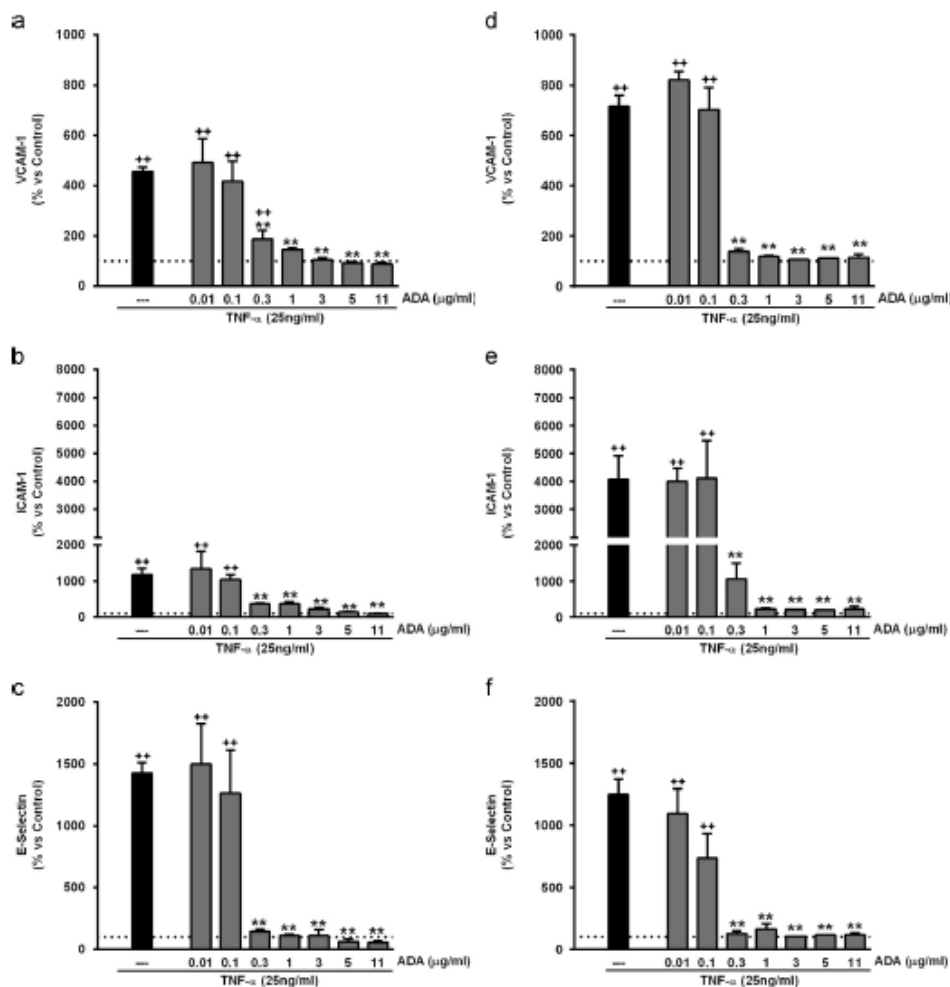 a
1000
800
600
400
200
0
VCAM-1
(% vs Control)
++ ++ ++ ++ ** ** ** ** **
--- 0.01 0.1 0.3 1 3 5 11 ADA (μg/ml)
TNF-α (25ng/ml)
b
8000
7000
6000
5000
4000
3000
2000
1000
0
ICAM-1
(% vs Control)
++ ++ ++ ** ** ** ** **
--- 0.01 0.1 0.3 1 3 5 11 ADA (μg/ml)
TNF-α (25ng/ml)
c
2000
1500
1000
500
0
E-Selectin
(% vs Control)
++ ++ ++ ** ** ** ** **
--- 0.01 0.1 0.3 1 3 5 11 ADA (μg/ml)
TNF-α (25ng/ml)
d
1000
800
600
400
200
0
VCAM-1
(% vs Control)
++ ++ ++ ** ** ** ** **
--- 0.01 0.1 0.3 1 3 5 11 ADA (μg/ml)
TNF-α (25ng/ml)
e
8000
7000
6000
5000
4000
3000
2000
1000
0
ICAM-1
(% vs Control)
++ ++ ++ ** ** ** ** **
--- 0.01 0.1 0.3 1 3 5 11 ADA (μg/ml)
TNF-α (25ng/ml)
f
2000
1500
1000
500
0
E-Selectin
(% vs Control)
++ ++ ++ ** ** ** ** **
--- 0.01 0.1 0.3 1 3 5 11 ADA (μg/ml)
TNF-α (25ng/ml)